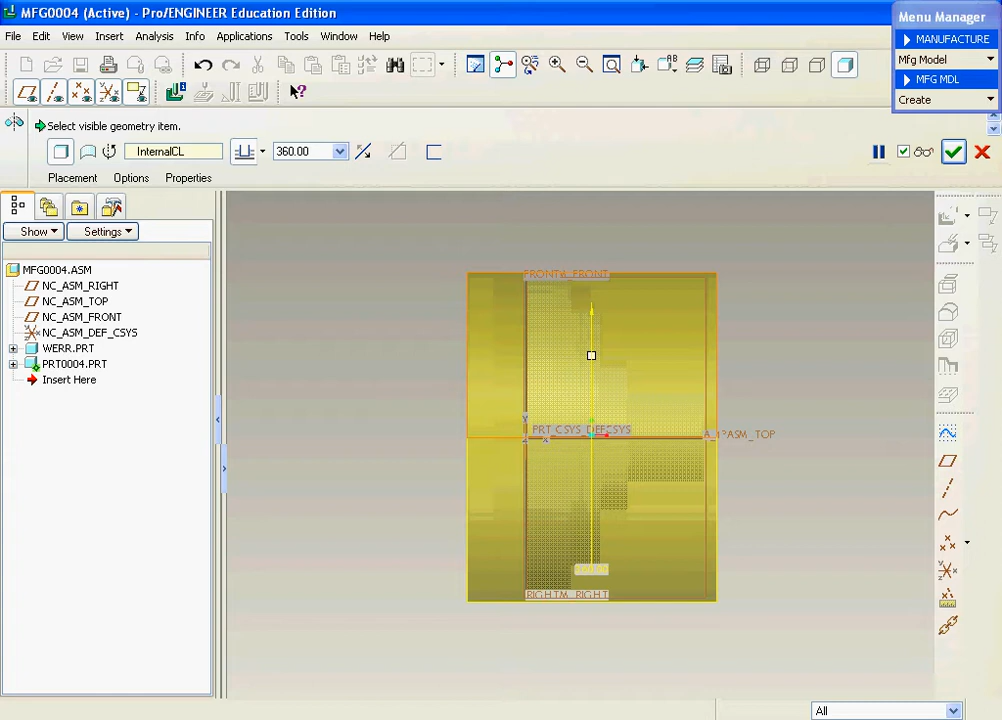 MFG0004 (Active) - Pro/ENGINEER Education Edition
Menu Manager
File Edit View Insert Analysis Info Applications Tools Window Help
MANUFACTURE
Mfg Model
MFG MDL
Create
Select visible geometry item.
InternalCL
360.00
Placement Options Properties
Show Settings
MFG0004.ASM
NC_ASM_RIGHT
NC_ASM_TOP
NC_ASM_FRONT
NC_ASM_DEF_CSYS
WERR.PRT
PRT0004.PRT
Insert Here
PRT_CSYS_DEF
ASM_TOP
All